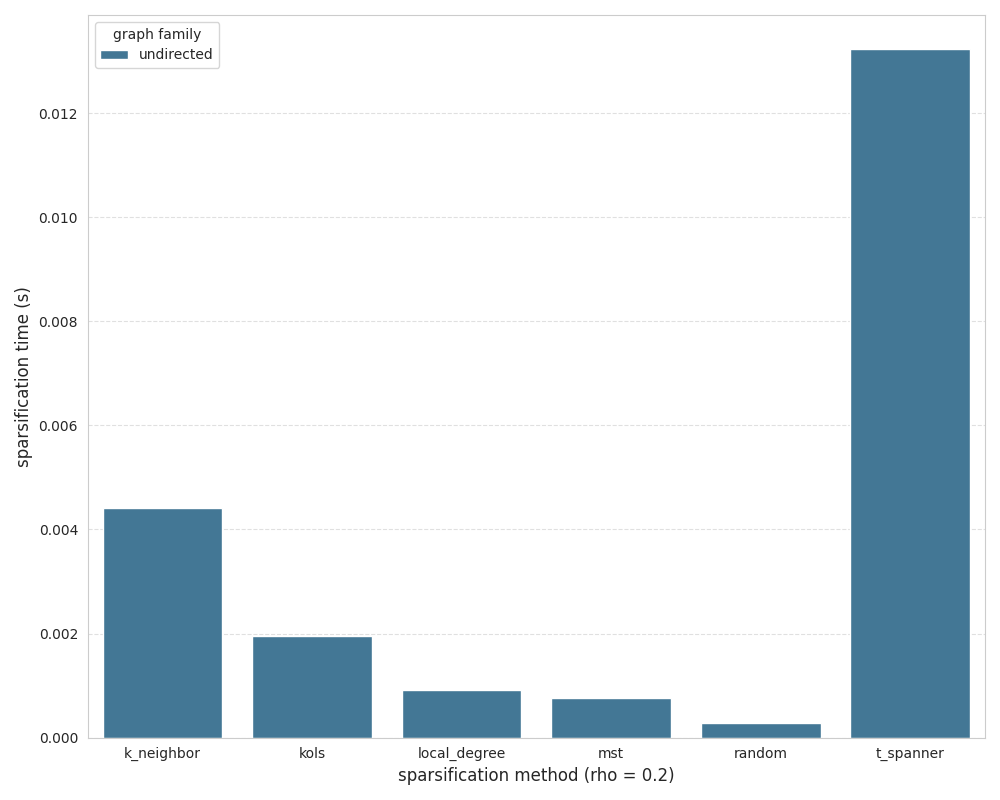 graph family
undirected
sparsification time (s)
0.012
0.010
0.008
0.006
0.004
0.002
0.000
k_neighbor
kols
local_degree
mst
random
t_spanner
sparsification method (rho = 0.2)